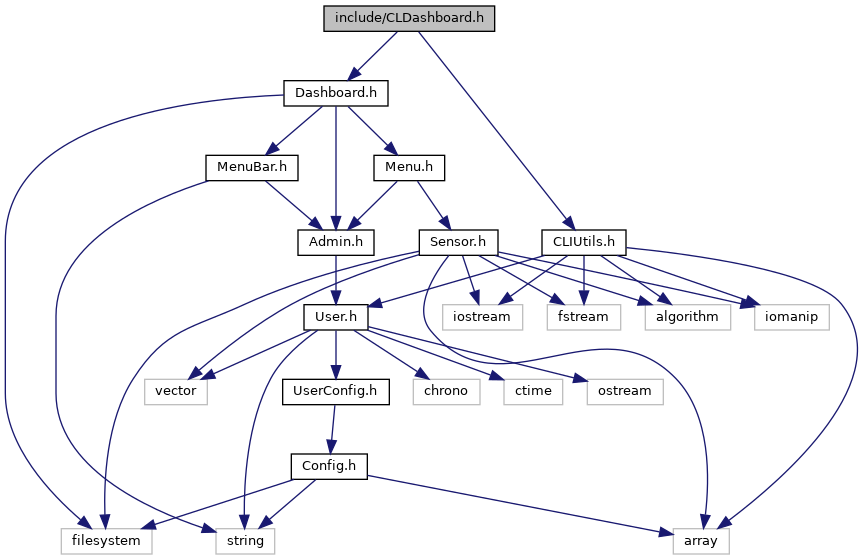 include/CLDashboard.h
Dashboard.h
MenuBar.h
Menu.h
Admin.h
Sensor.h
CLIUtils.h
User.h
iostream
fstream
algorithm
iomanip
vector
UserConfig.h
chrono
ctime
ostream
Config.h
filesystem
string
array